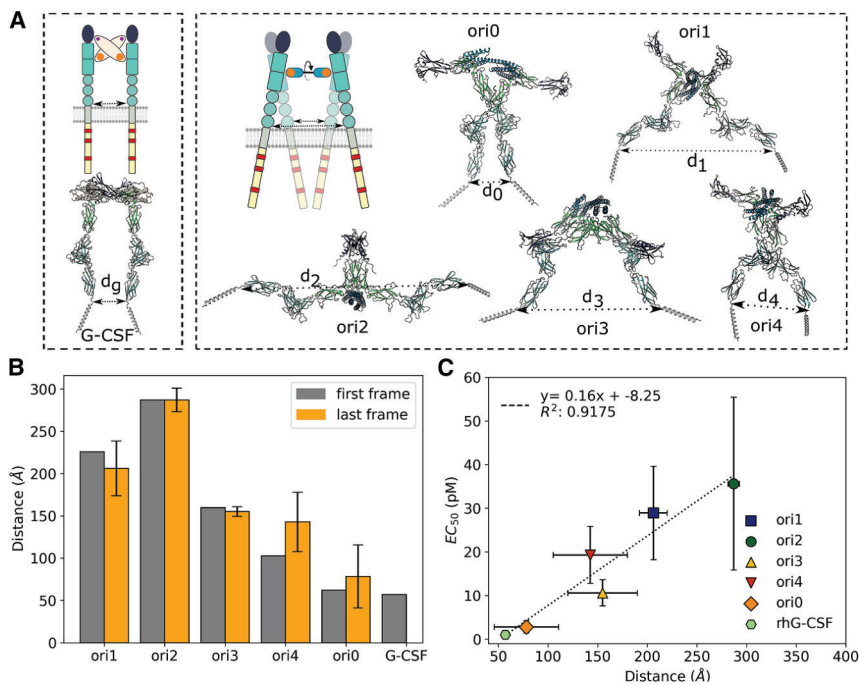 A
G-CSF
dg
ori0
d0
ori1
d1
d2
ori2
d3
ori3
d4
ori4
B
first frame
last frame
Distance (Å)
300
250
200
150
100
50
0
ori1 ori2 ori3 ori4 ori0 G-CSF
C
y= 0.16x + -8.25
R²: 0.9175
EC50 (pM)
60
50
40
30
20
10
0
ori1
ori2
ori3
ori4
ori0
rhG-CSF
50 100 150 200 250 300 350 400
Distance (Å)